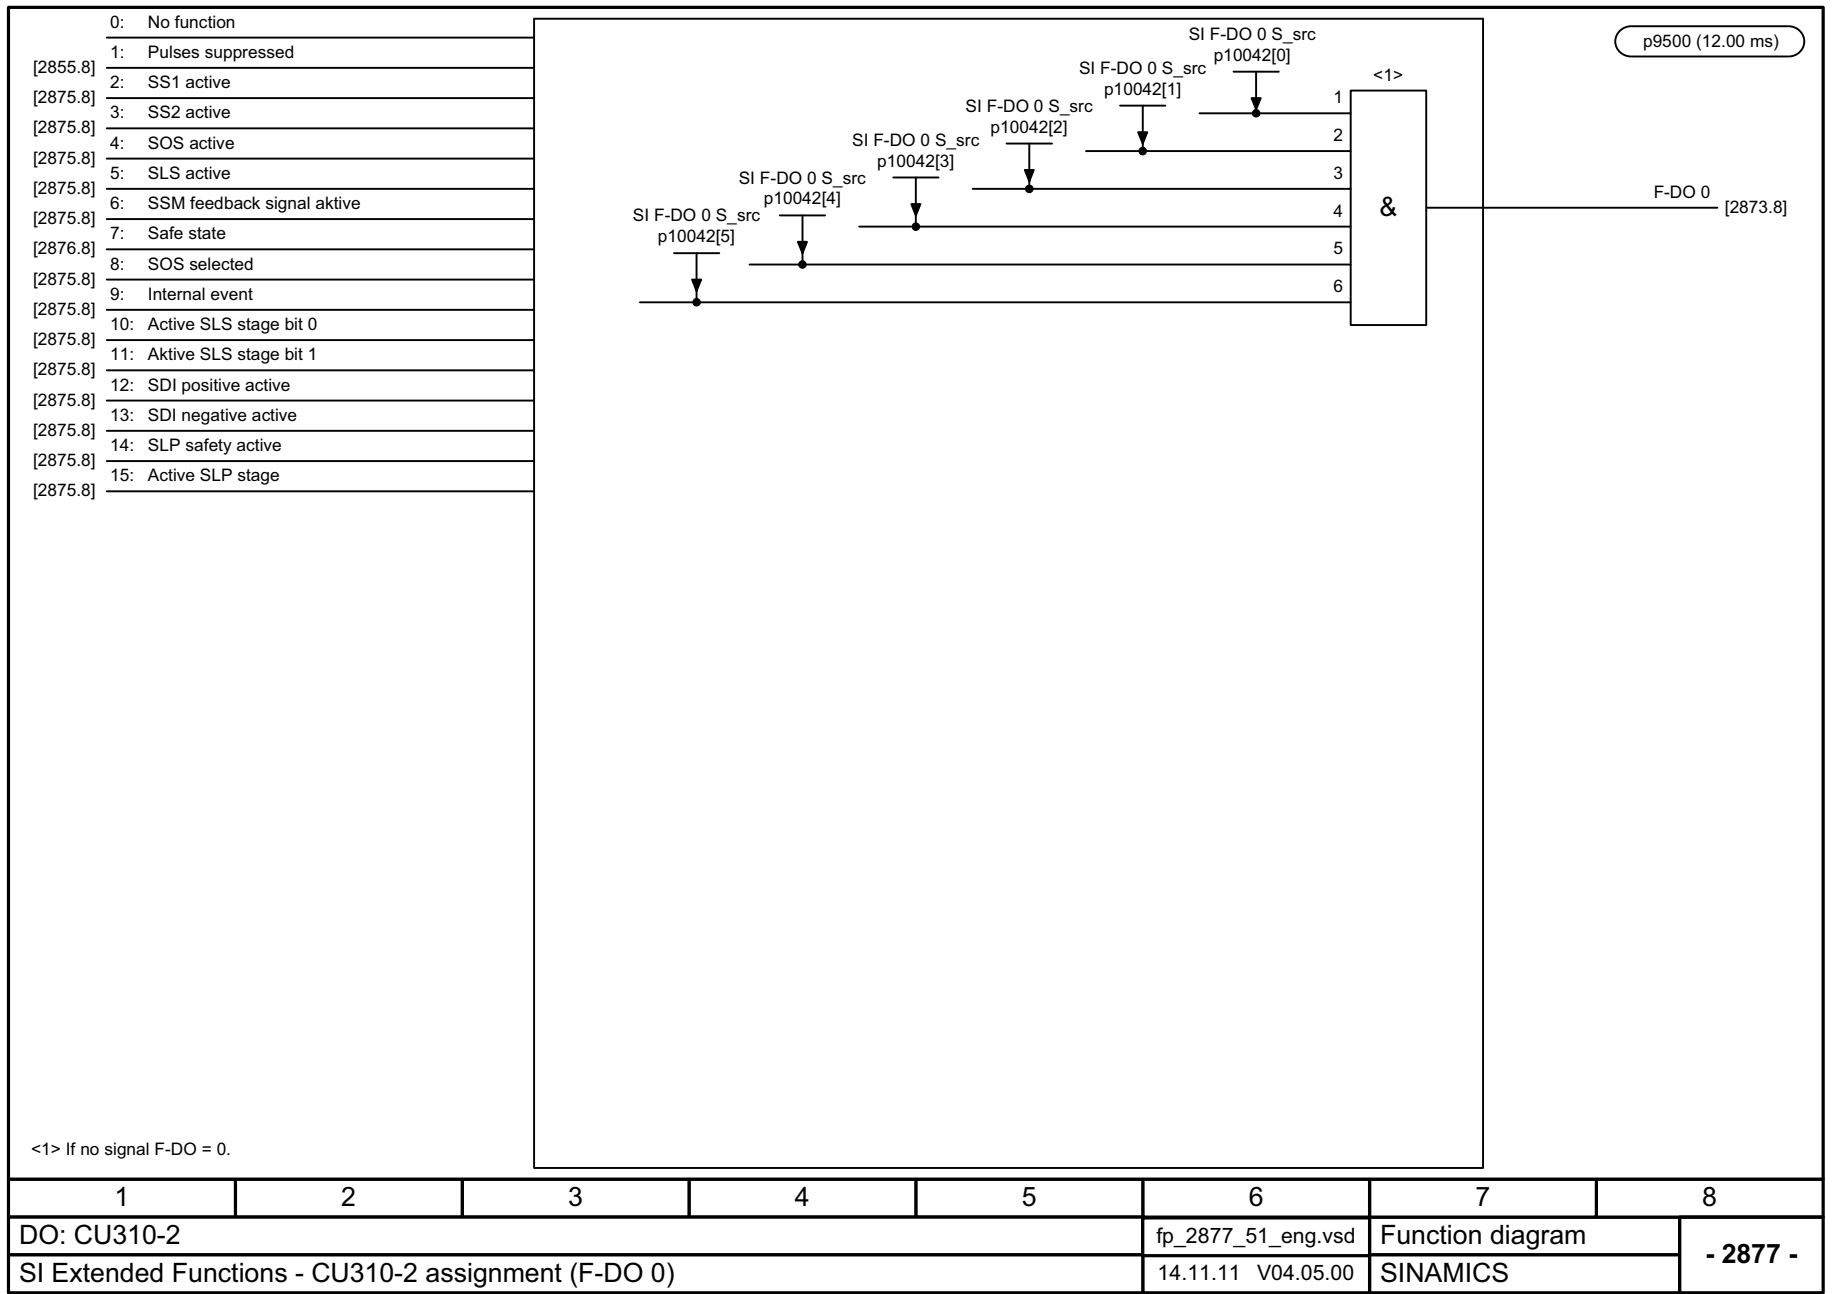 0: No function
1: Pulses suppressed
[2855.8]
2: SS1 active
[2875.8]
3: SS2 active
[2875.8]
4: SOS active
[2875.8]
5: SLS active
[2875.8]
6: SSM feedback signal aktive
[2875.8]
7: Safe state
[2876.8]
8: SOS selected
[2875.8]
9: Internal event
[2875.8]
10: Active SLS stage bit 0
[2875.8]
11: Aktive SLS stage bit 1
[2875.8]
12: SDI positive active
[2875.8]
13: SDI negative active
[2875.8]
14: SLP safety active
[2875.8]
15: Active SLP stage
[2875.8]
SI F-DO 0 S_src
p10042[5]
SI F-DO 0 S_src
p10042[4]
SI F-DO 0 S_src
p10042[3]
SI F-DO 0 S_src
p10042[2]
SI F-DO 0 S_src
p10042[1]
SI F-DO 0 S_src
p10042[0]
<1>
1
2
3
4
5
6
&
p9500 (12.00 ms)
F-DO 0
[2873.8]
<1> If no signal F-DO = 0.
1 2 3 4 5 6 7 8
DO: CU310-2
SI Extended Functions - CU310-2 assignment (F-DO 0)
fp_2877_51_eng.vsd
14.11.11 V04.05.00
Function diagram
SINAMICS
- 2877 -